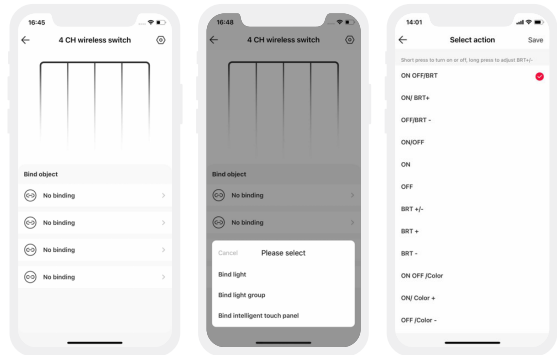 16:45
4 CH wireless switch
Bind object
No binding
No binding
No binding
No binding
16:48
4 CH wireless switch
Bind object
No binding
No binding
Cancel Please select
Bind light
Bind light group
Bind intelligent touch panel
14:01
Select action Save
Short press to turn on or off, long press to adjust BRT+/-
ON OFF/BRT
ON/ BRT+
OFF/BRT -
ON/OFF
ON
OFF
BRT +/-
BRT +
BRT -
ON OFF /Color
ON/ Color +
OFF /Color -